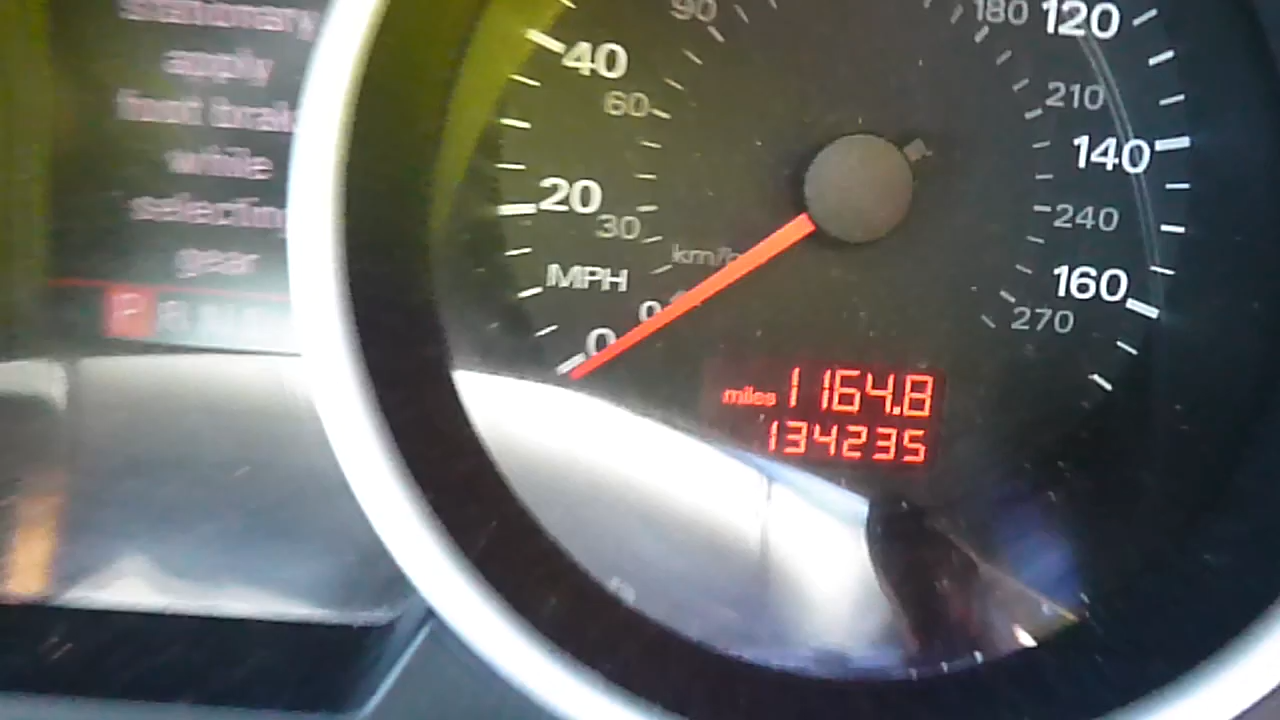 stationary
apply
foot brake
while
selecting
gear
P
90
180
120
40
60
210
140
20
30
240
km/h
MPH
160
0
0
270
miles 1164.8
134235